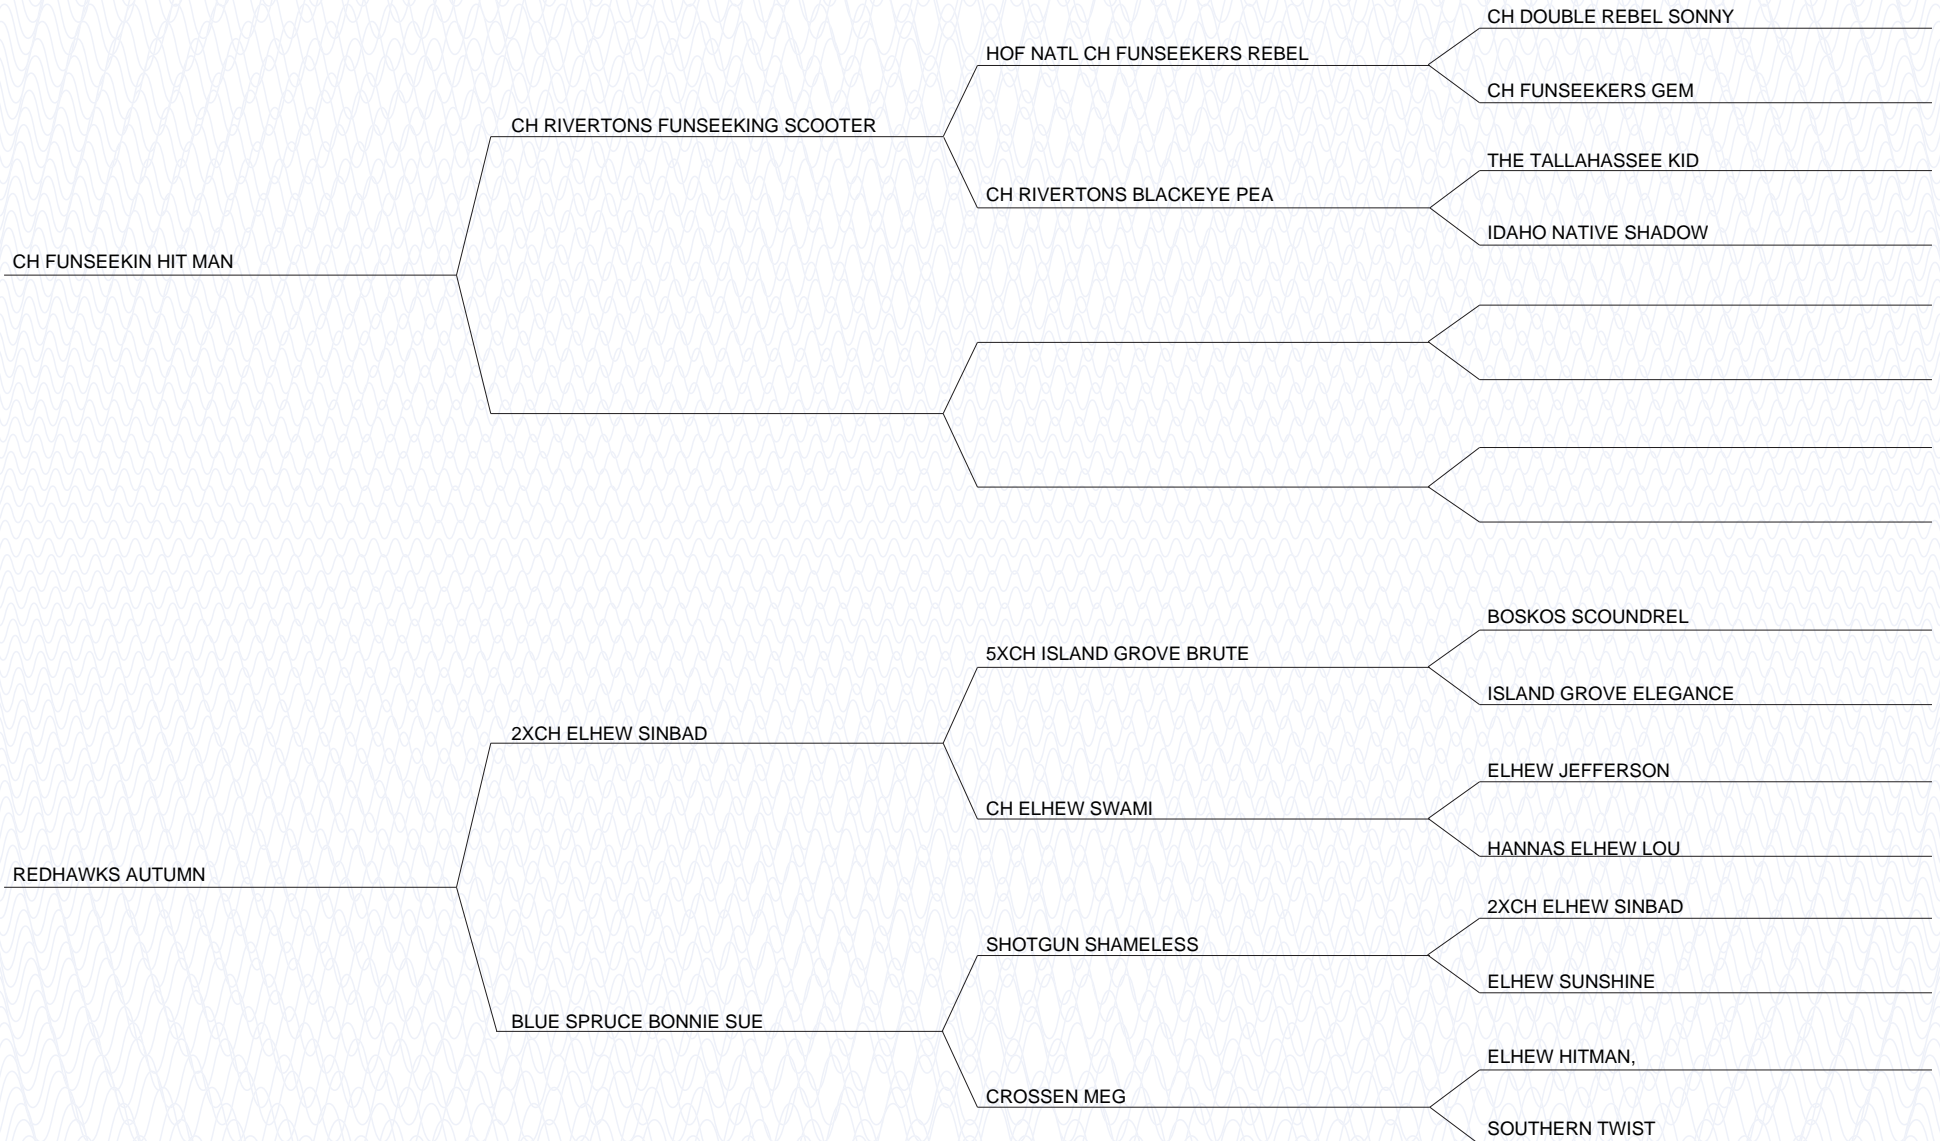 CH DOUBLE REBEL SONNY
HOF NATL CH FUNSEEKERS REBEL
CH FUNSEEKERS GEM
CH RIVERTONS FUNSEEKING SCOOTER
THE TALLAHASSEE KID
CH RIVERTONS BLACKEYE PEA
IDAHO NATIVE SHADOW
CH FUNSEEKIN HIT MAN
BOSKOS SCOUNDREL
5XCH ISLAND GROVE BRUTE
ISLAND GROVE ELEGANCE
2XCH ELHEW SINBAD
ELHEW JEFFERSON
CH ELHEW SWAMI
HANNAS ELHEW LOU
REDHAWKS AUTUMN
2XCH ELHEW SINBAD
SHOTGUN SHAMELESS
ELHEW SUNSHINE
BLUE SPRUCE BONNIE SUE
ELHEW HITMAN,
CROSSEN MEG
SOUTHERN TWIST